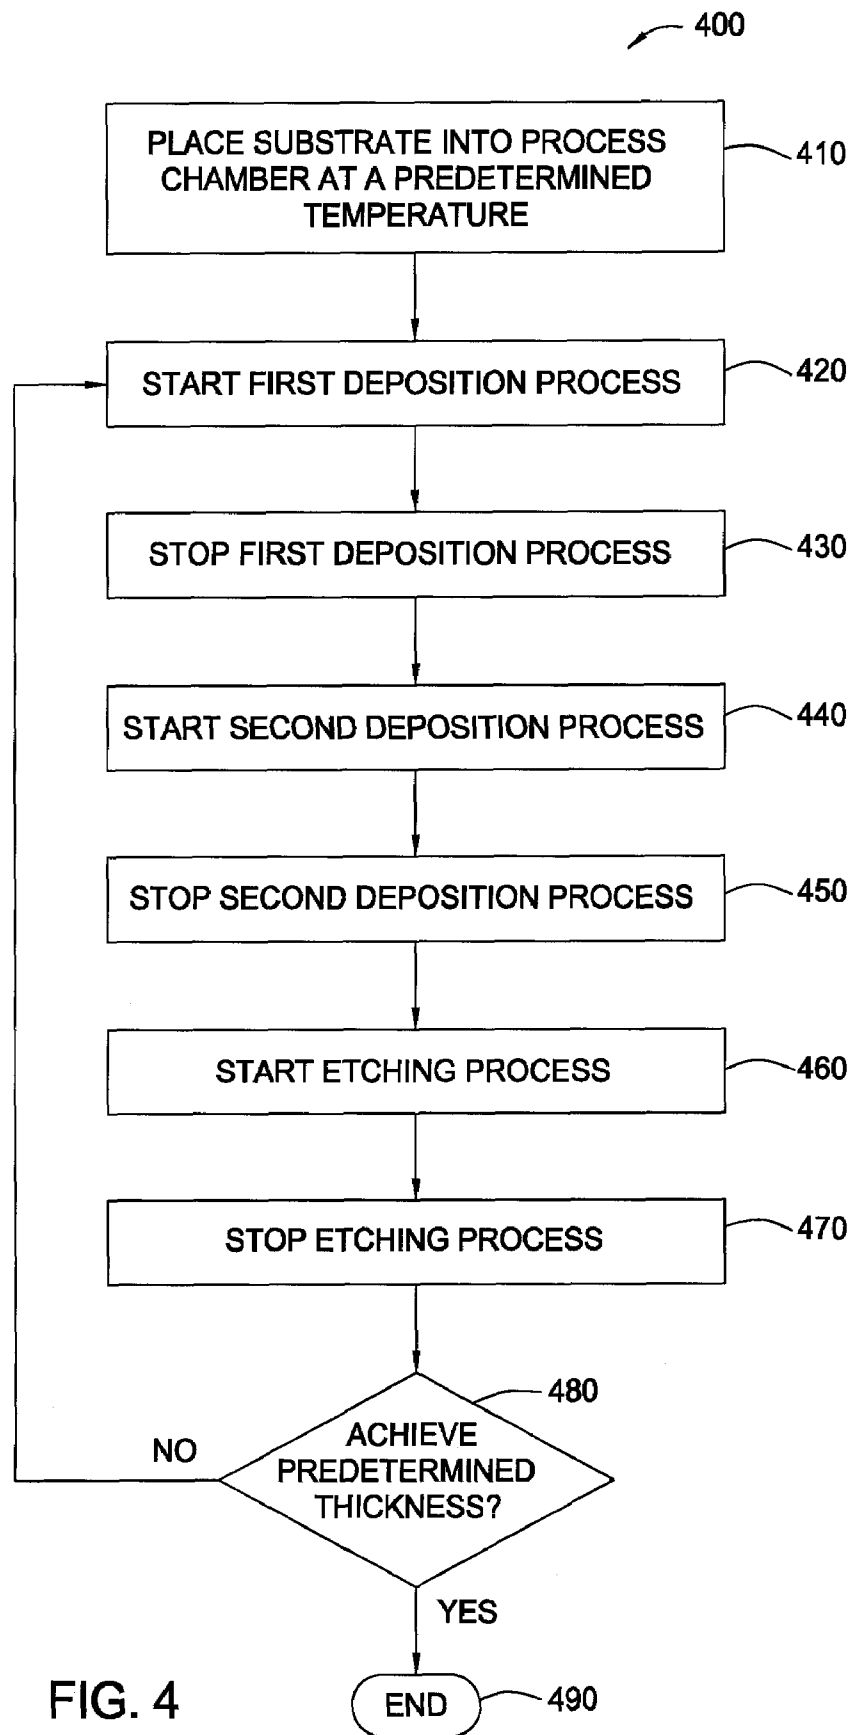 400
PLACE SUBSTRATE INTO PROCESS
CHAMBER AT A PREDETERMINED
TEMPERATURE
410
START FIRST DEPOSITION PROCESS
420
STOP FIRST DEPOSITION PROCESS
430
START SECOND DEPOSITION PROCESS
440
STOP SECOND DEPOSITION PROCESS
450
START ETCHING PROCESS
460
STOP ETCHING PROCESS
470
480
ACHIEVE
PREDETERMINED
THICKNESS?
NO
YES
END
490
FIG. 4